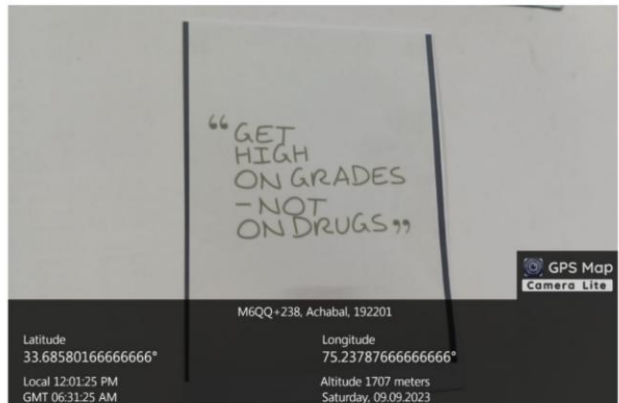 “GET
HIGH
ON GRADES
– NOT
ON DRUGS”
GPS Map
Camera Lite
M6QQ+238, Achabal, 192201
Latitude
33.68580166666666°
Longitude
75.23787666666666°
Local 12:01:25 PM
GMT 06:31:25 AM
Altitude 1707 meters
Saturday, 09.09.2023